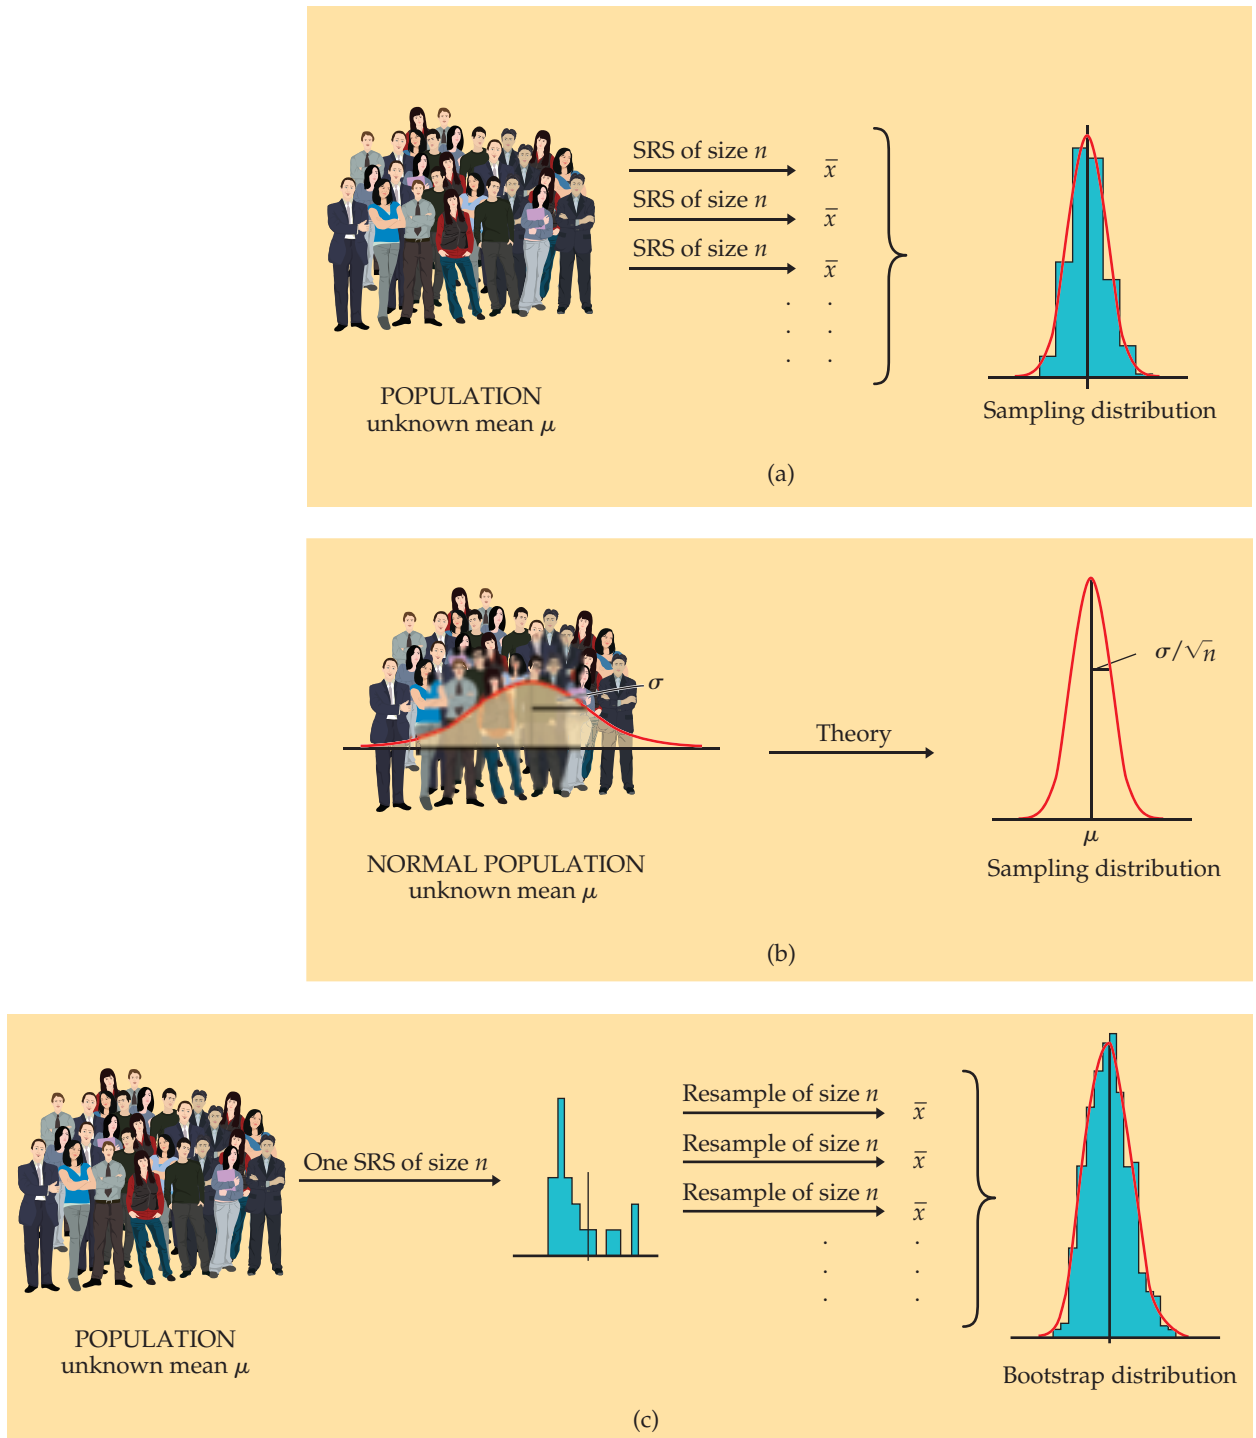 SRS of size n
x̅
SRS of size n
x̅
SRS of size n
x̅
POPULATION
unknown mean μ
Sampling distribution
(a)
σ
Theory
σ/√n
μ
NORMAL POPULATION
unknown mean μ
Sampling distribution
(b)
One SRS of size n
Resample of size n
x̅
Resample of size n
x̅
Resample of size n
x̅
POPULATION
unknown mean μ
Bootstrap distribution
(c)